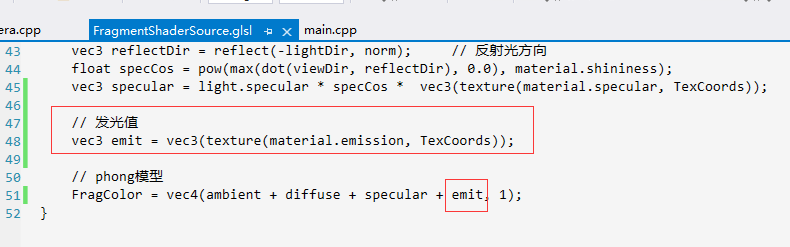 era.cpp FragmentShaderSource.glsl main.cpp
43 vec3 reflectDir = reflect(-lightDir, norm); // 反射光方向
44 float specCos = pow(max(dot(viewDir, reflectDir), 0.0), material.shininess);
45 vec3 specular = light.specular * specCos * vec3(texture(material.specular, TexCoords));
46
47 // 发光值
48 vec3 emit = vec3(texture(material.emission, TexCoords));
49
50 // phong模型
51 FragColor = vec4(ambient + diffuse + specular + emit, 1);
52 }